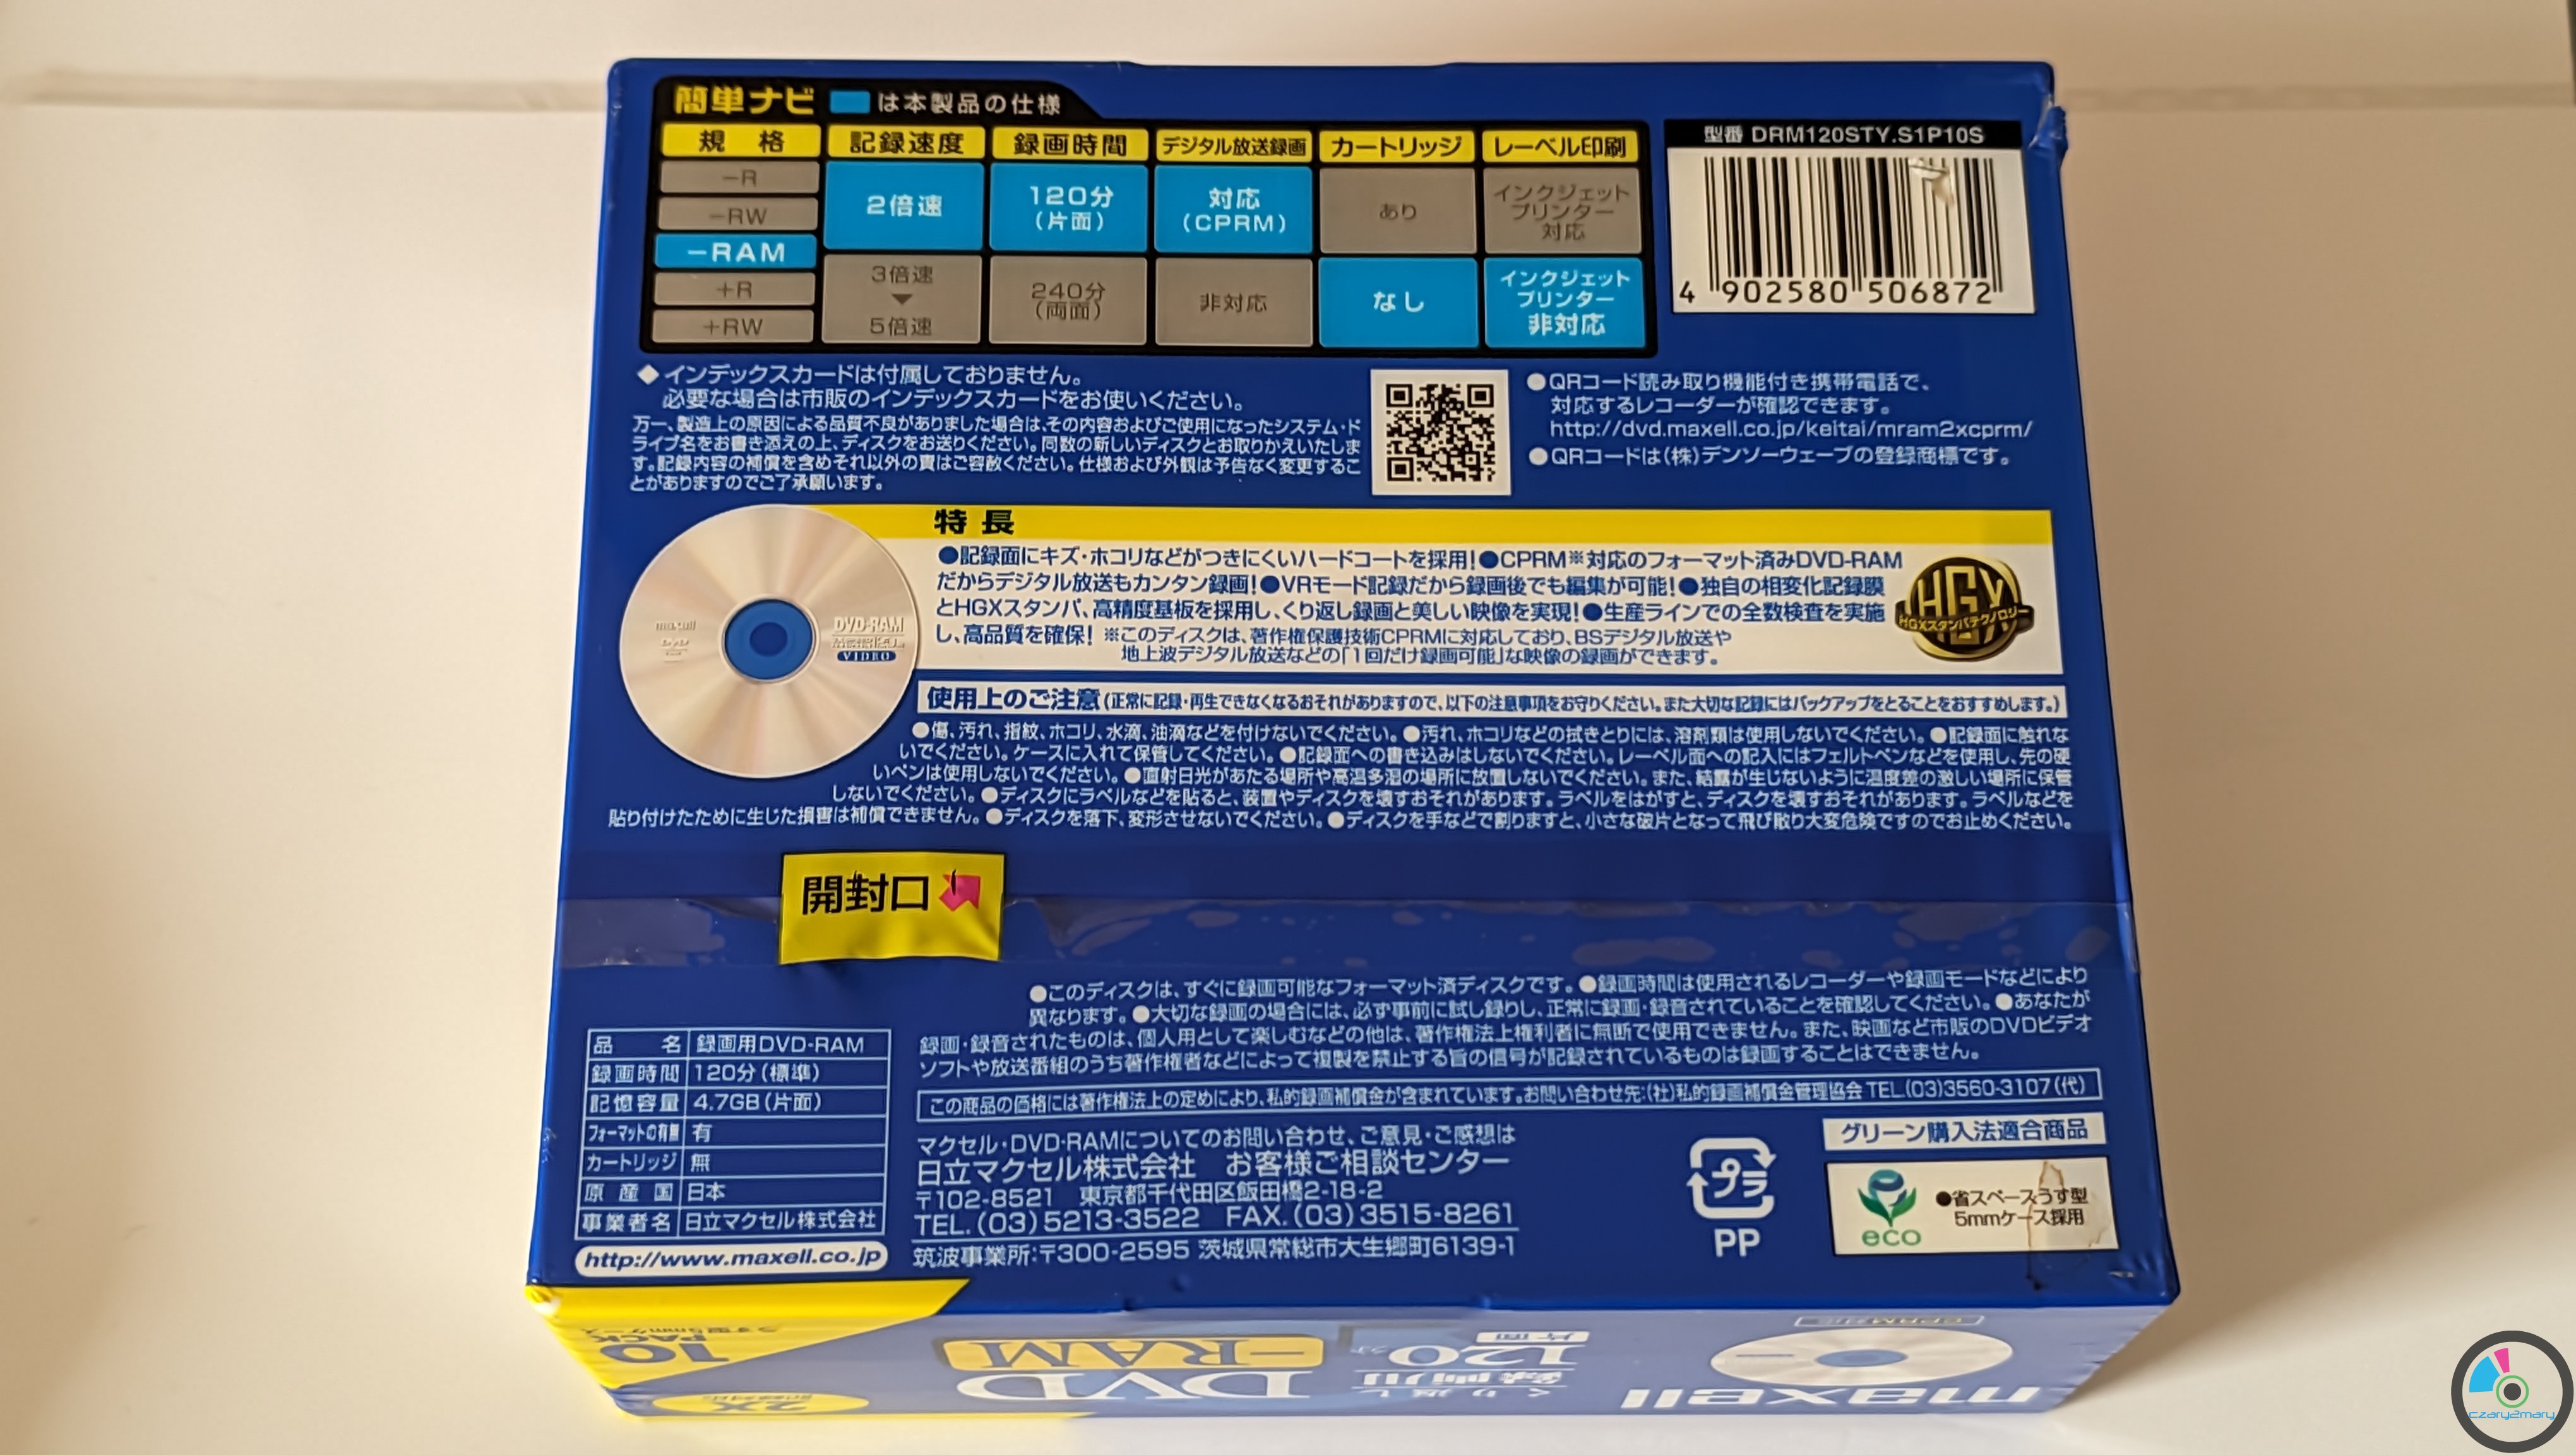 簡単ナビ は本製品の仕様
規 格 記録速度 録画時間 デジタル放送録画 カートリッジ レーベル印刷
-R
-RW
-RAM
+R
+RW
2倍速
3倍速
▼
5倍速
120分
(片面)
240分
(両面)
対応
(CPRM)
非対応
あり
なし
インクジェット
プリンター
対応
インクジェット
プリンター
非対応
型番 DRM120STY.S1P10S
4 902580 506872
◆インデックスカードは付属しておりません。
必要な場合は市販のインデックスカードをお使いください。
万一、製造上の原因による品質不良がありました場合は、その内容およびご使用になったシステム・ド
ライブ名をお書き添えの上、ディスクをお送りください。同数の新しいディスクとお取りかえいたしま
す。記録内容の補償を含めそれ以外の責はご容赦ください。仕様および外観は予告なく変更するこ
とがありますのでご了承願います。
●QRコード読み取り機能付き携帯電話で、
対応するレコーダーが確認できます。
http://dvd.maxell.co.jp/keitai/mram2xcprm/
●QRコードは(株)デンソーウェーブの登録商標です。
特 長
●記録面にキズ・ホコリなどがつきにくいハードコートを採用!●CPRM※対応のフォーマット済みDVD-RAM
だからデジタル放送もカンタン録画!●VRモード記録だから録画後でも編集が可能!●独自の相変化記録膜
とHGXスタンパ、高精度基板を採用し、くり返し録画と美しい映像を実現!●生産ラインでの全数検査を実施
し、高品質を確保! ※このディスクは、著作権保護技術CPRMに対応しており、BSデジタル放送や
地上波デジタル放送などの「1回だけ録画可能」な映像の録画ができます。
HGX
HGXスタンパテクノロジー
maxell
DVD-RAM
VIDEO
使用上のご注意(正常に記録・再生できなくなるおそれがありますので、以下の注意事項をお守りください。また大切な記録にはバックアップをとることをおすすめします。)
●傷、汚れ、指紋、ホコリ、水滴、油滴などを付けないでください。●汚れ、ホコリなどの拭きとりには、溶剤類は使用しないでください。●記録面に触れな
いでください。ケースに入れて保管してください。●記録面への書き込みはしないでください。レーベル面への記入にはフェルトペンなどを使用し、先の硬
いペンは使用しないでください。●直射日光があたる場所や高温多湿の場所に放置しないでください。また、結露が生じないように温度差の激しい場所に保管
しないでください。●ディスクにラベルなどを貼ると、装置やディスクを壊すおそれがあります。ラベルをはがすと、ディスクを壊すおそれがあります。ラベルなどを
貼り付けたために生じた損害は補償できません。●ディスクを落下、変形させないでください。●ディスクを手などで割りますと、小さな破片となって飛び散り大変危険ですのでお止めください。
開封口
●このディスクは、すぐに録画可能なフォーマット済ディスクです。●録画時間は使用されるレコーダーや録画モードなどにより
異なります。●大切な録画の場合には、必ず事前に試し録りし、正常に録画・録音されていることを確認してください。●あなたが
録画・録音されたものは、個人用として楽しむなどの他は、著作権法上権利者に無断で使用できません。また、映画など市販のDVDビデオ
ソフトや放送番組のうち著作権者などによって複製を禁止する旨の信号が記録されているものは録画することはできません。
品 名 録画用DVD-RAM
録画時間 120分(標準)
記憶容量 4.7GB(片面)
フォーマットの有無 有
カートリッジ 無
原 産 国 日本
事業者名 日立マクセル株式会社
http://www.maxell.co.jp
この商品の価格には著作権法上の定めにより、私的録画補償金が含まれています。お問い合わせ先:(社)私的録画補償金管理協会 TEL.(03)3560-3107(代)
マクセル・DVD-RAMについてのお問い合わせ、ご意見・ご感想は
日立マクセル株式会社 お客様ご相談センター
〒102-8521 東京都千代田区飯田橋2-18-2
TEL.(03)5213-3522 FAX.(03)3515-8261
筑波事業所:〒300-2595 茨城県常総市大生郷町6139-1
プラ
PP
グリーン購入法適合商品
eco
●省スペースうす型
5mmケース採用
maxell
くり返し
録画用
120分
片面
DVD
-RAM
10
PACK
うす型5mmケース
2X
czary2mary